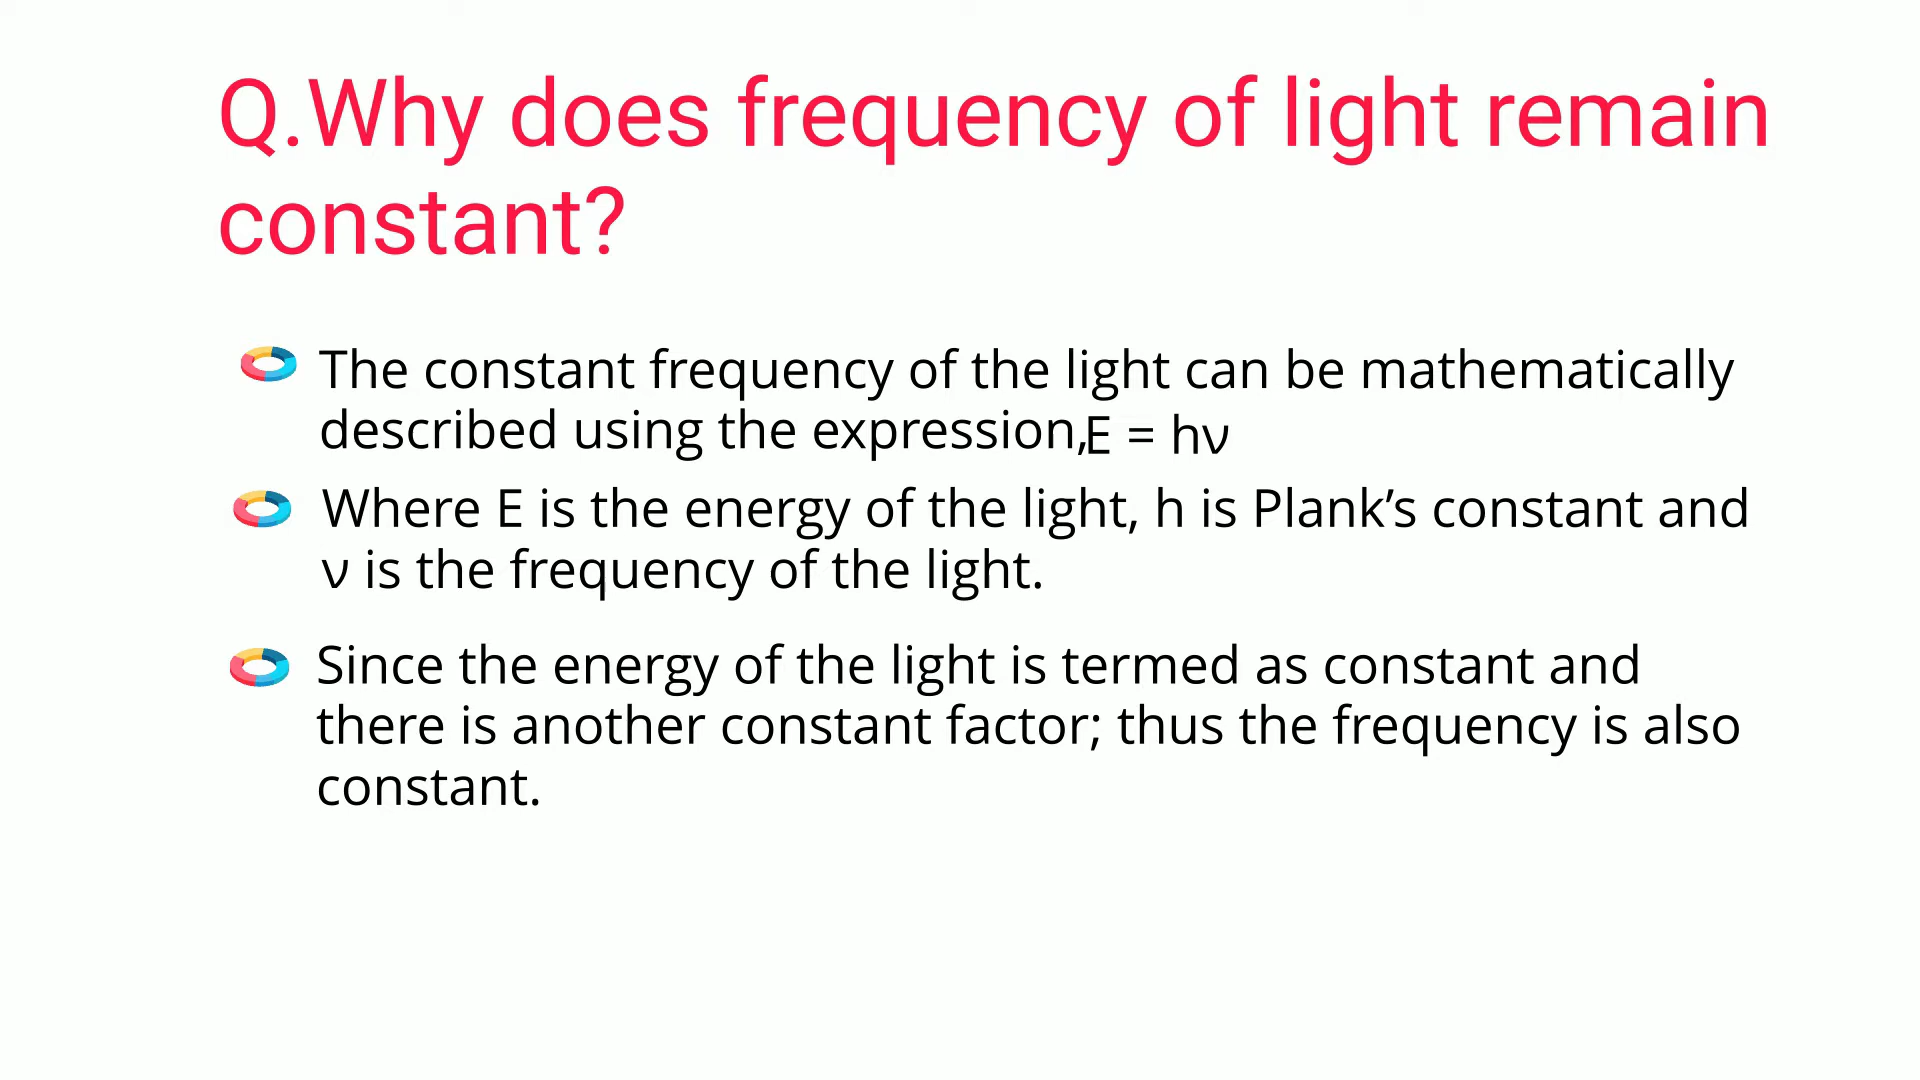 Q.Why does frequency of light remain
constant?
The constant frequency of the light can be mathematically
described using the expression,E = hν
Where E is the energy of the light, h is Plank’s constant and
ν is the frequency of the light.
Since the energy of the light is termed as constant and
there is another constant factor; thus the frequency is also
constant.